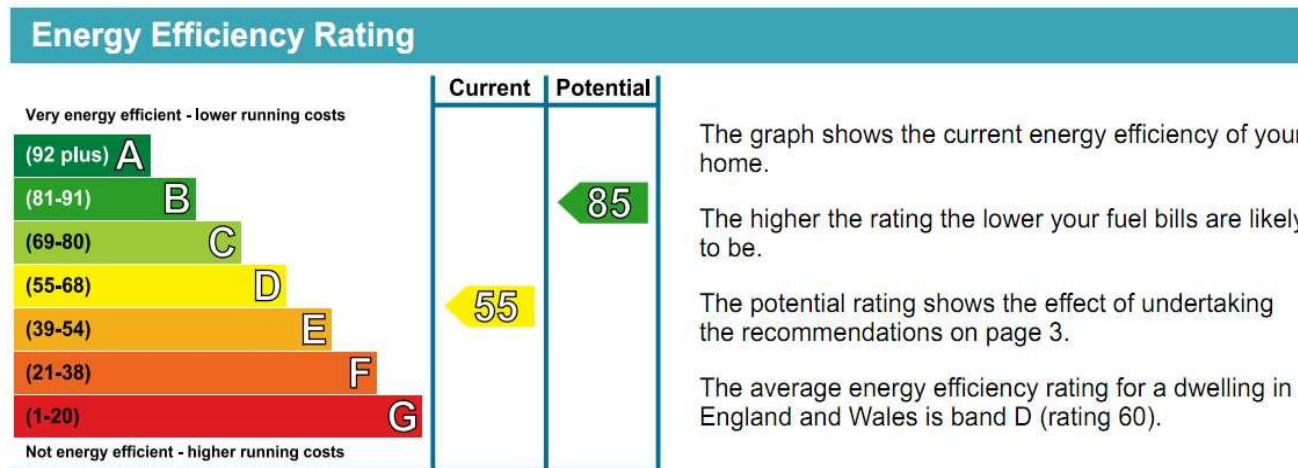 Energy Efficiency Rating
Current Potential
Very energy efficient - lower running costs
(92 plus) A
(81-91) B
85
(69-80) C
(55-68) D
55
(39-54) E
(21-38) F
(1-20) G
Not energy efficient - higher running costs
The graph shows the current energy efficiency of your
home.
The higher the rating the lower your fuel bills are likely
to be.
The potential rating shows the effect of undertaking
the recommendations on page 3.
The average energy efficiency rating for a dwelling in
England and Wales is band D (rating 60).